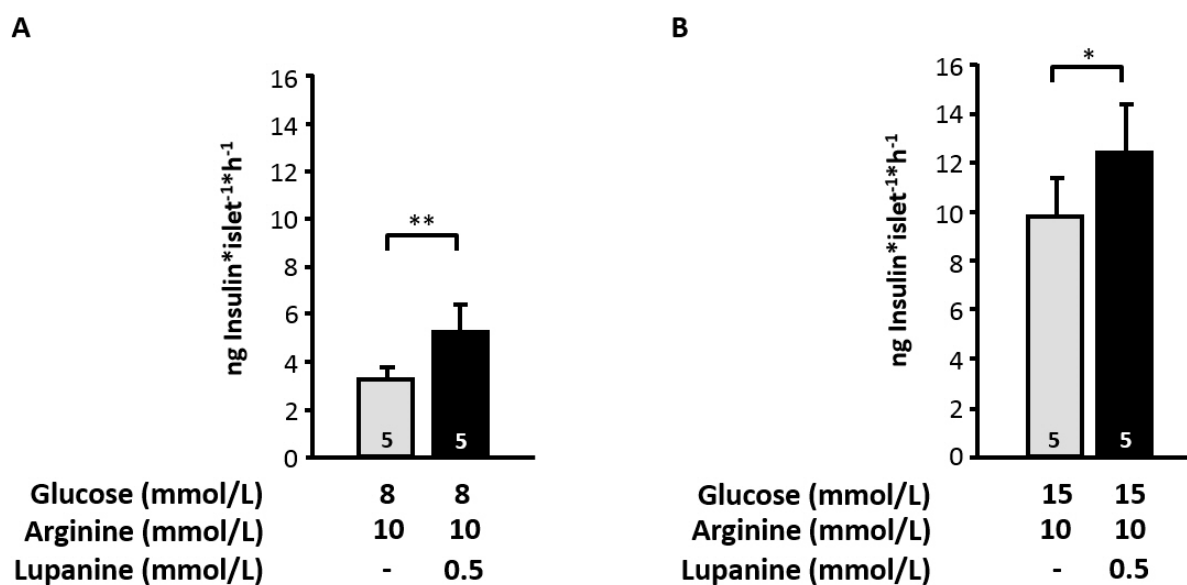 A
ng Insulin*islet⁻¹*h⁻¹
16
14
12
10
8
6
4
2
0
**
5 5
Glucose (mmol/L) 8 8
Arginine (mmol/L) 10 10
Lupanine (mmol/L) - 0.5
B
ng Insulin*islet⁻¹*h⁻¹
16
14
12
10
8
6
4
2
0
*
5 5
Glucose (mmol/L) 15 15
Arginine (mmol/L) 10 10
Lupanine (mmol/L) - 0.5